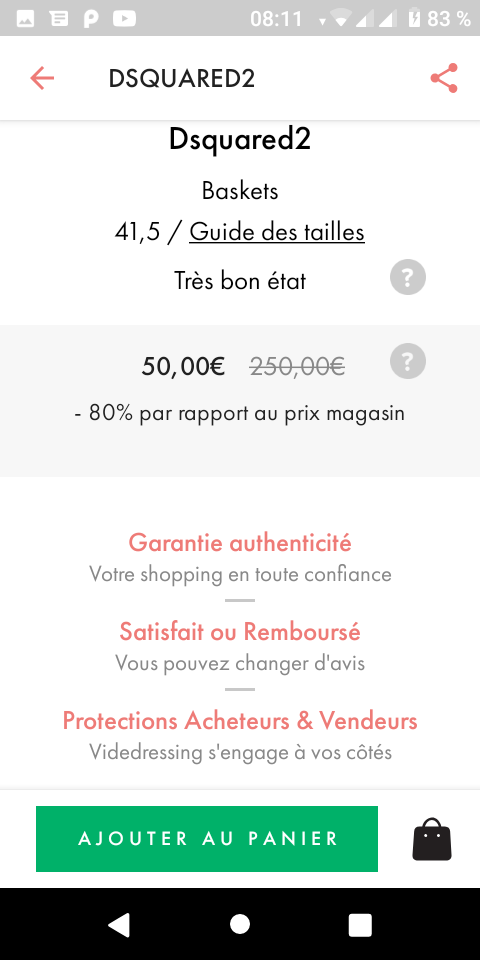 08:11 83 %
DSQUARED2
Dsquared2
Baskets
41,5 / Guide des tailles
Très bon état ?
50,00€ 250,00€ ?
- 80% par rapport au prix magasin
Garantie authenticité
Votre shopping en toute confiance
Satisfait ou Remboursé
Vous pouvez changer d'avis
Protections Acheteurs & Vendeurs
Videdressing s'engage à vos côtés
AJOUTER AU PANIER